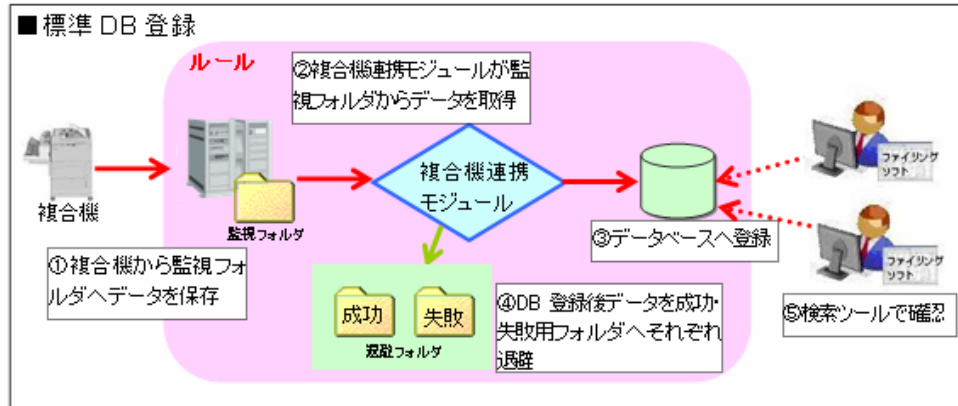 ■標準DB登録
ルール
②複合機連携モジュールが監
視フォルダからデータを取得
複合機
監視フォルダ
複合機連携
モジュール
ファイリング
ソフト
①複合機から監視フォ
ルダへデータを保存
③データベースへ登録
ファイリング
ソフト
成功
失敗
退避フォルダ
④DB 登録後データを成功・
失敗用フォルダへそれぞれ
退避
⑤検索ツールで確認